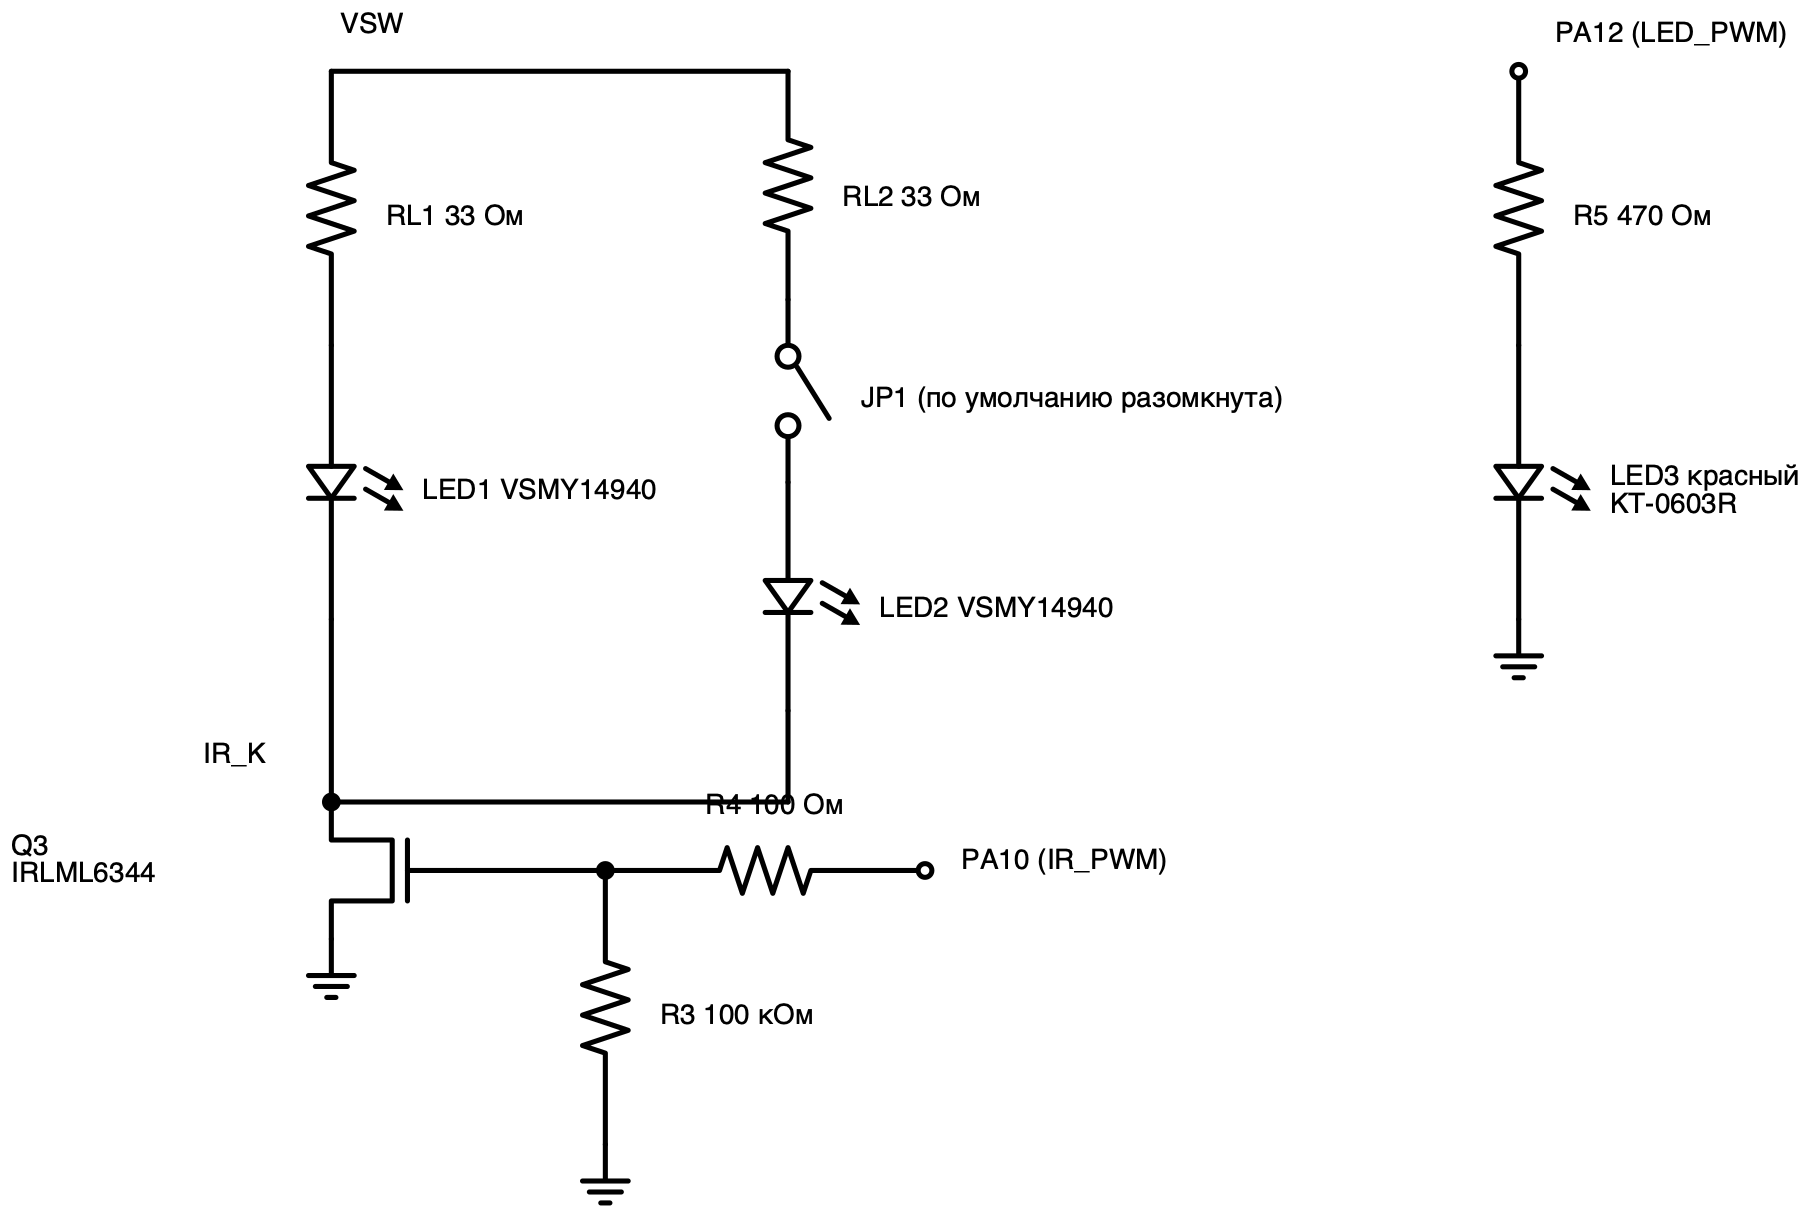 VSW
PA12 (LED_PWM)
RL1 33 Ом
RL2 33 Ом
R5 470 Ом
JP1 (по умолчанию разомкнута)
LED1 VSMY14940
LED3 красный
KT-0603R
LED2 VSMY14940
IR_K
R4 100 Ом
Q3
IRLML6344
PA10 (IR_PWM)
R3 100 кОм